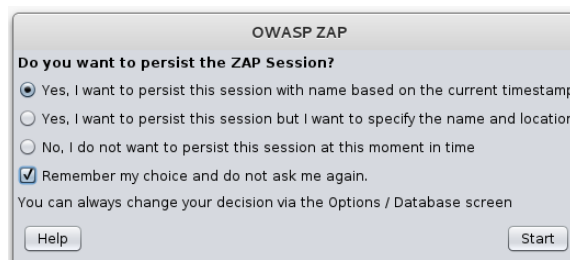 OWASP ZAP
Do you want to persist the ZAP Session?
Yes, I want to persist this session with name based on the current timestamp
Yes, I want to persist this session but I want to specify the name and location
No, I do not want to persist this session at this moment in time
Remember my choice and do not ask me again.
You can always change your decision via the Options / Database screen
Help
Start